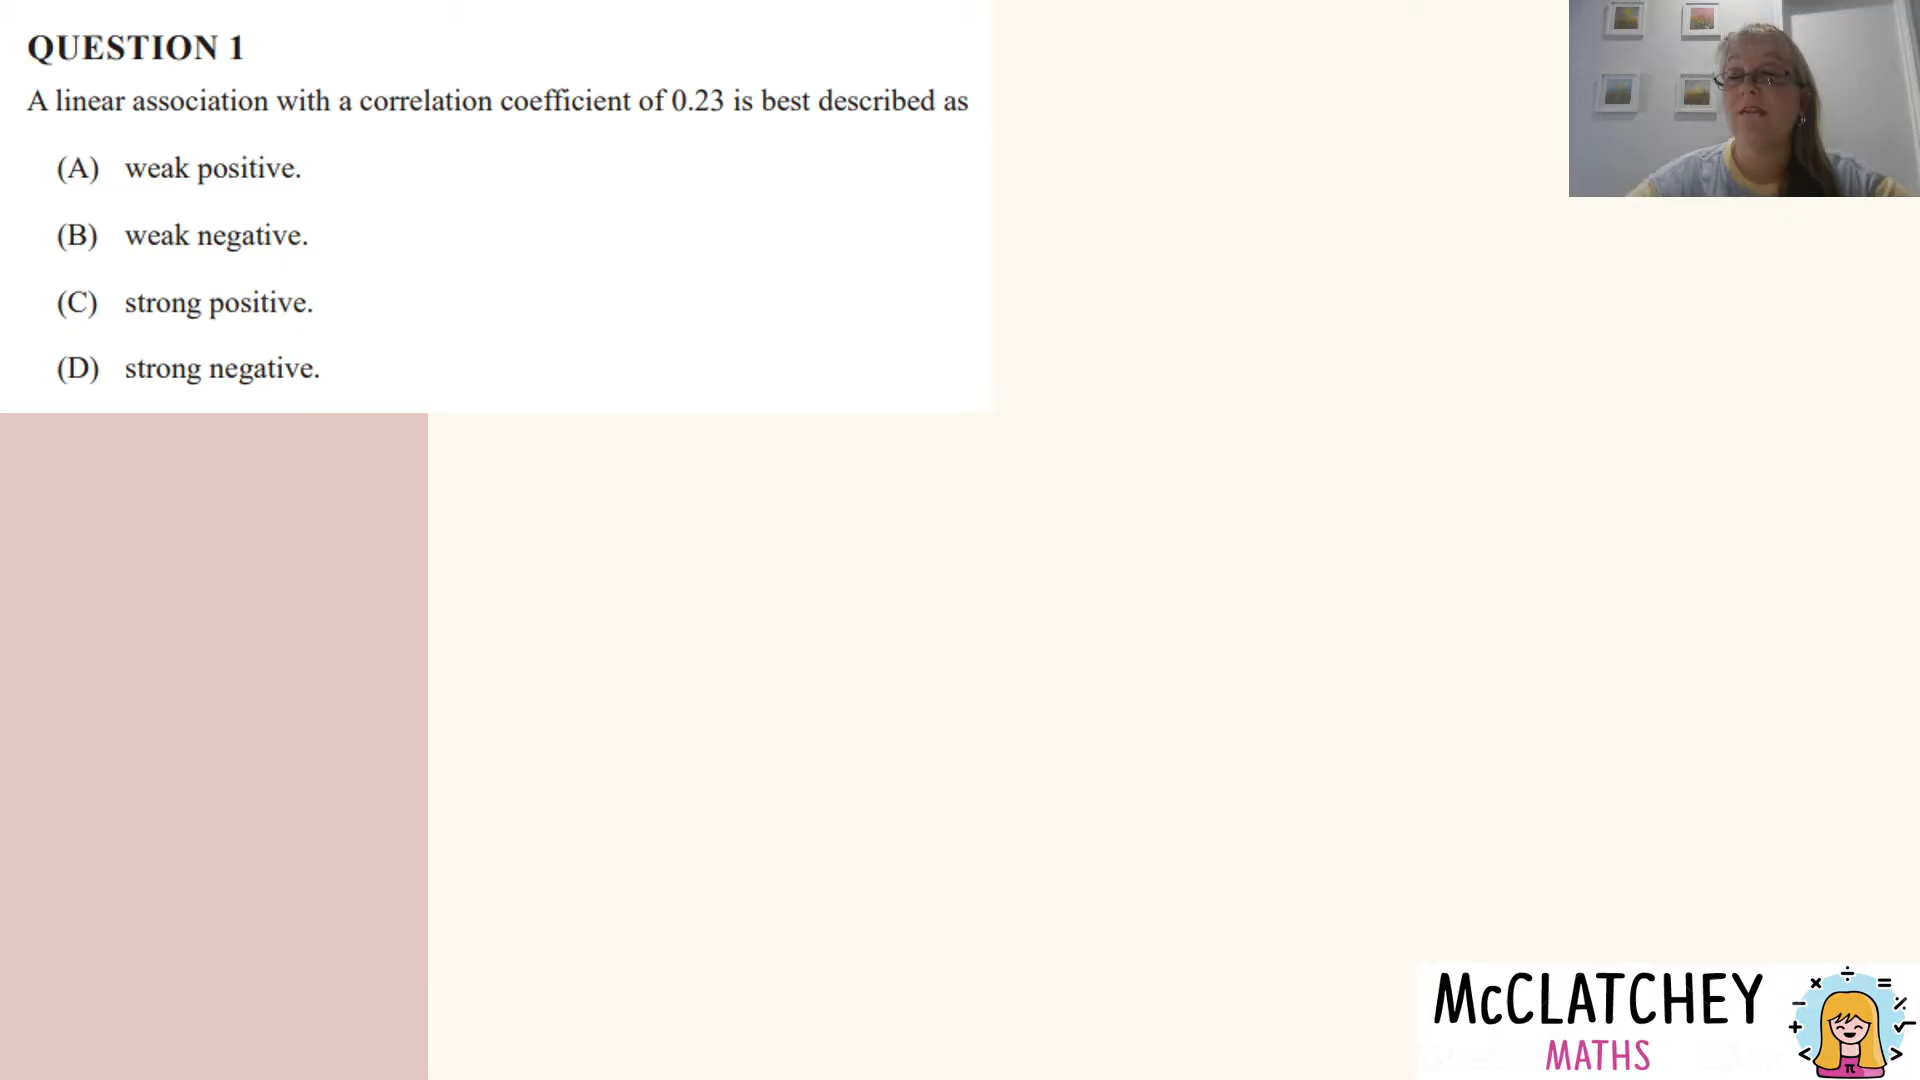 QUESTION 1
A linear association with a correlation coefficient of 0.23 is best described as
(A) weak positive.
(B) weak negative.
(C) strong positive.
(D) strong negative.
McCLATCHEY
MATHS